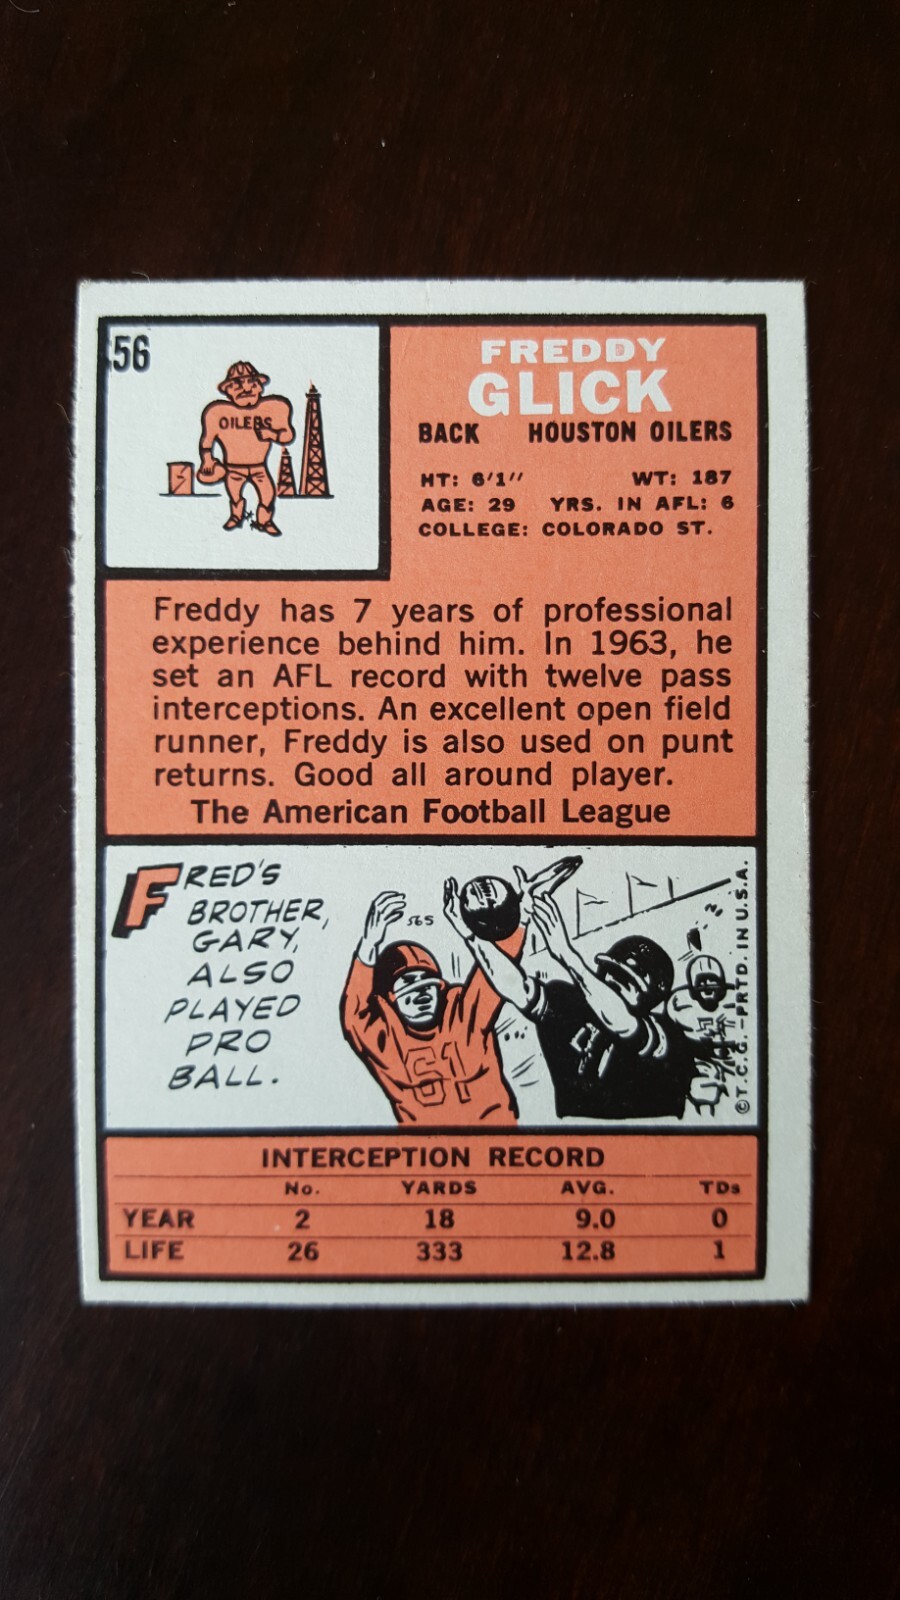 56
OILERS
FREDDY
GLICK
BACK HOUSTON OILERS
HT: 6'1" WT: 187
AGE: 29 YRS. IN AFL: 6
COLLEGE: COLORADO ST.
Freddy has 7 years of professional
experience behind him. In 1963, he
set an AFL record with twelve pass
interceptions. An excellent open field
runner, Freddy is also used on punt
returns. Good all around player.
The American Football League
FRED'S
BROTHER,
GARY,
ALSO
PLAYED
PRO
BALL.
565
61
9
© T.C.G.–PRTD. IN U.S.A.
INTERCEPTION RECORD
No. YARDS AVG. TDs
YEAR 2 18 9.0 0
LIFE 26 333 12.8 1